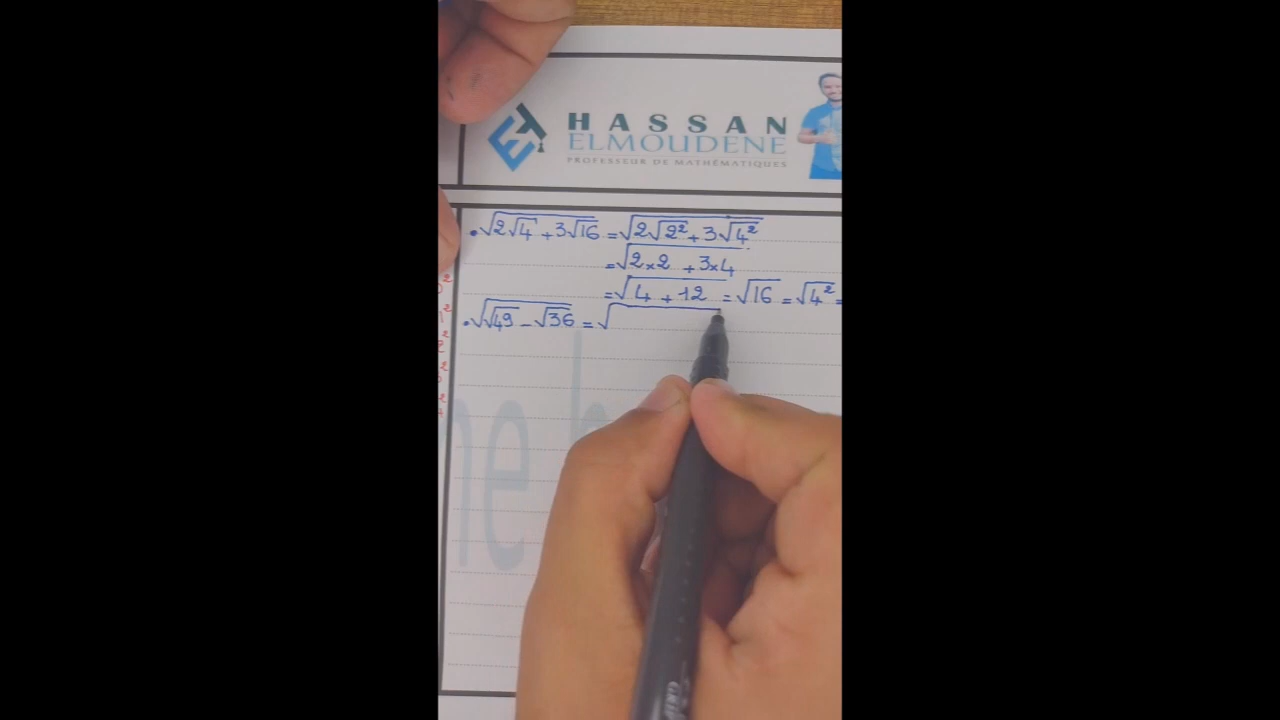 HASSAN
ELMOUDENE
PROFESSEUR DE MATHÉMATIQUES
.√(2√4 + 3√16) = √(2√2² + 3√4²)
= √(2×2 + 3×4)
= √(4 + 12) = √16 = √4² =
.√(√49 - √36) = √
he